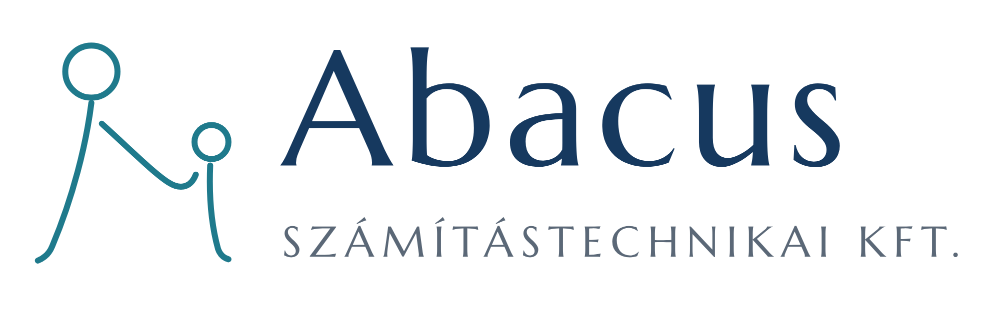 Abacus
SZÁMÍTÁSTECHNIKAI KFT.